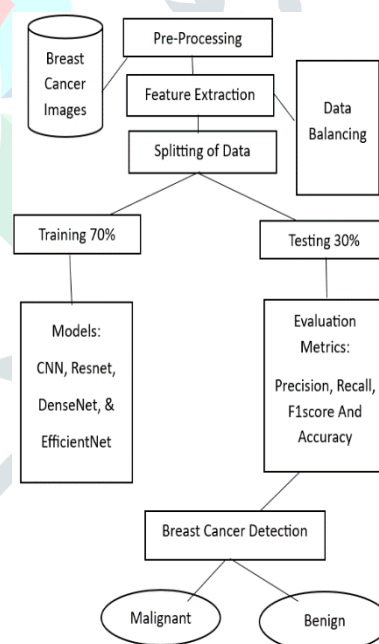 Breast
Cancer
Images
Pre-Processing
Feature Extraction
Data
Balancing
Splitting of Data
Training 70%
Testing 30%
Models:
CNN, Resnet,
DenseNet, &
EfficientNet
Evaluation
Metrics:
Precision, Recall,
F1score And
Accuracy
Breast Cancer Detection
Malignant
Benign